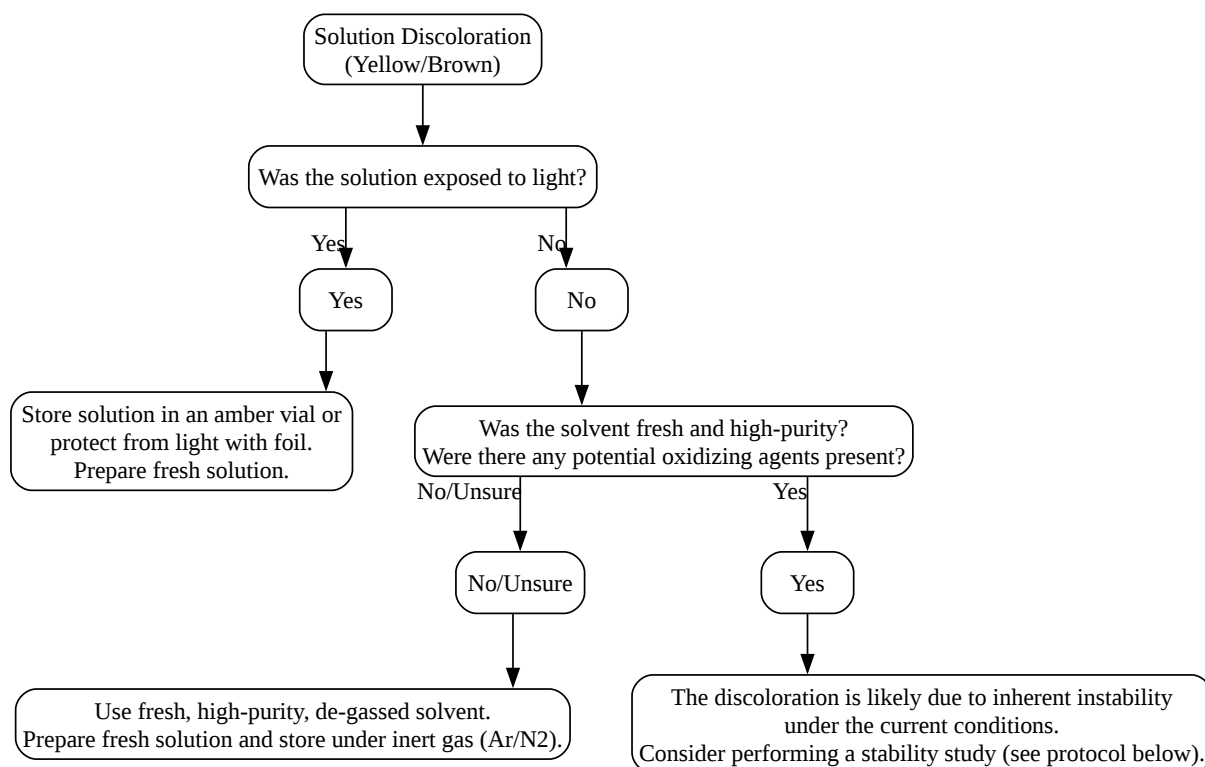 Solution Discoloration
(Yellow/Brown)
Was the solution exposed to light?
Yes
No
Yes
No
Store solution in an amber vial or
protect from light with foil.
Prepare fresh solution.
Was the solvent fresh and high-purity?
Were there any potential oxidizing agents present?
No/Unsure
Yes
No/Unsure
Yes
Use fresh, high-purity, de-gassed solvent.
Prepare fresh solution and store under inert gas (Ar/N2).
The discoloration is likely due to inherent instability
under the current conditions.
Consider performing a stability study (see protocol below).